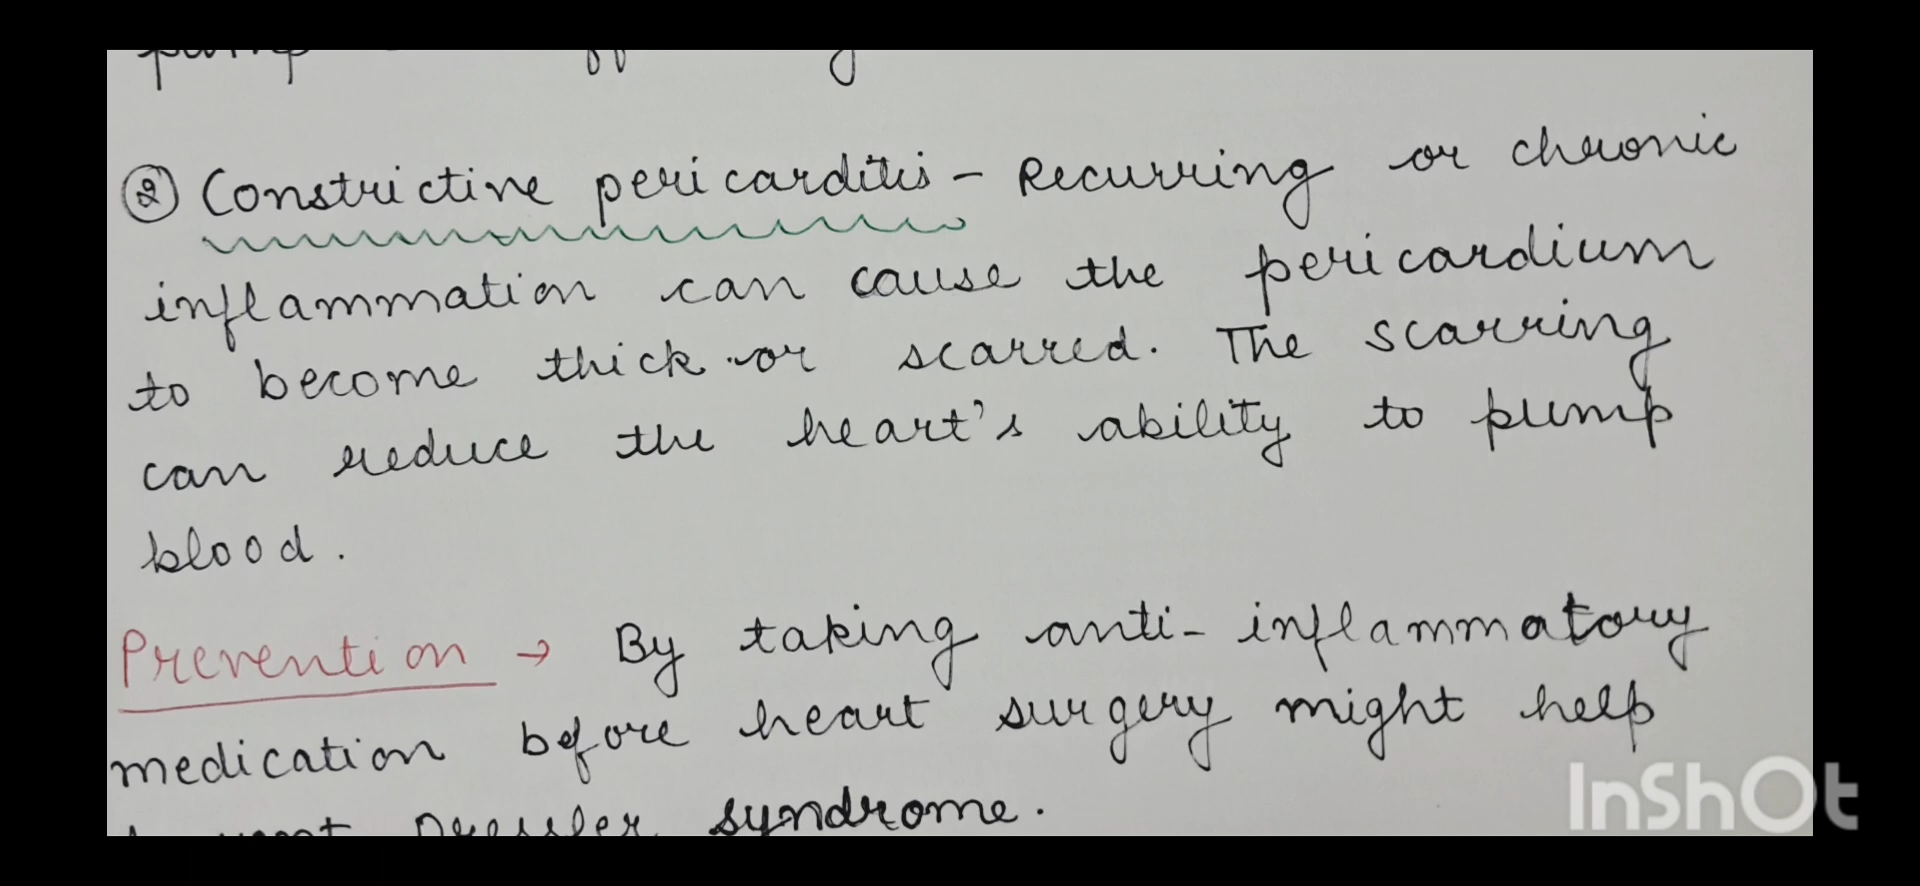 ② Constrictive pericarditis - Recurring or chronic
inflammation can cause the pericardium
to become thick or scarred. The scarring
can reduce the heart's ability to pump
blood.
Prevention → By taking anti-inflammatory
medication before heart surgery might help
Dressler syndrome.
InShOt